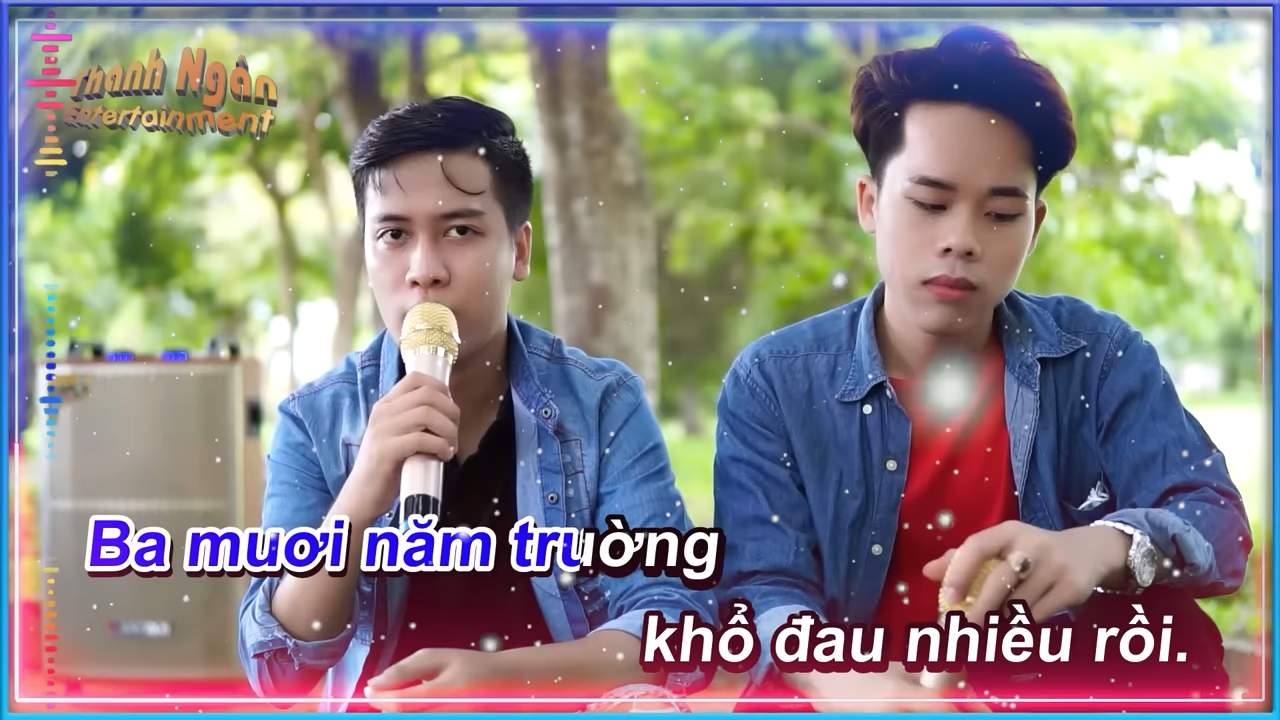 Thanh Ngân
Entertainment
Ba mươi năm trường
khổ đau nhiều rồi.